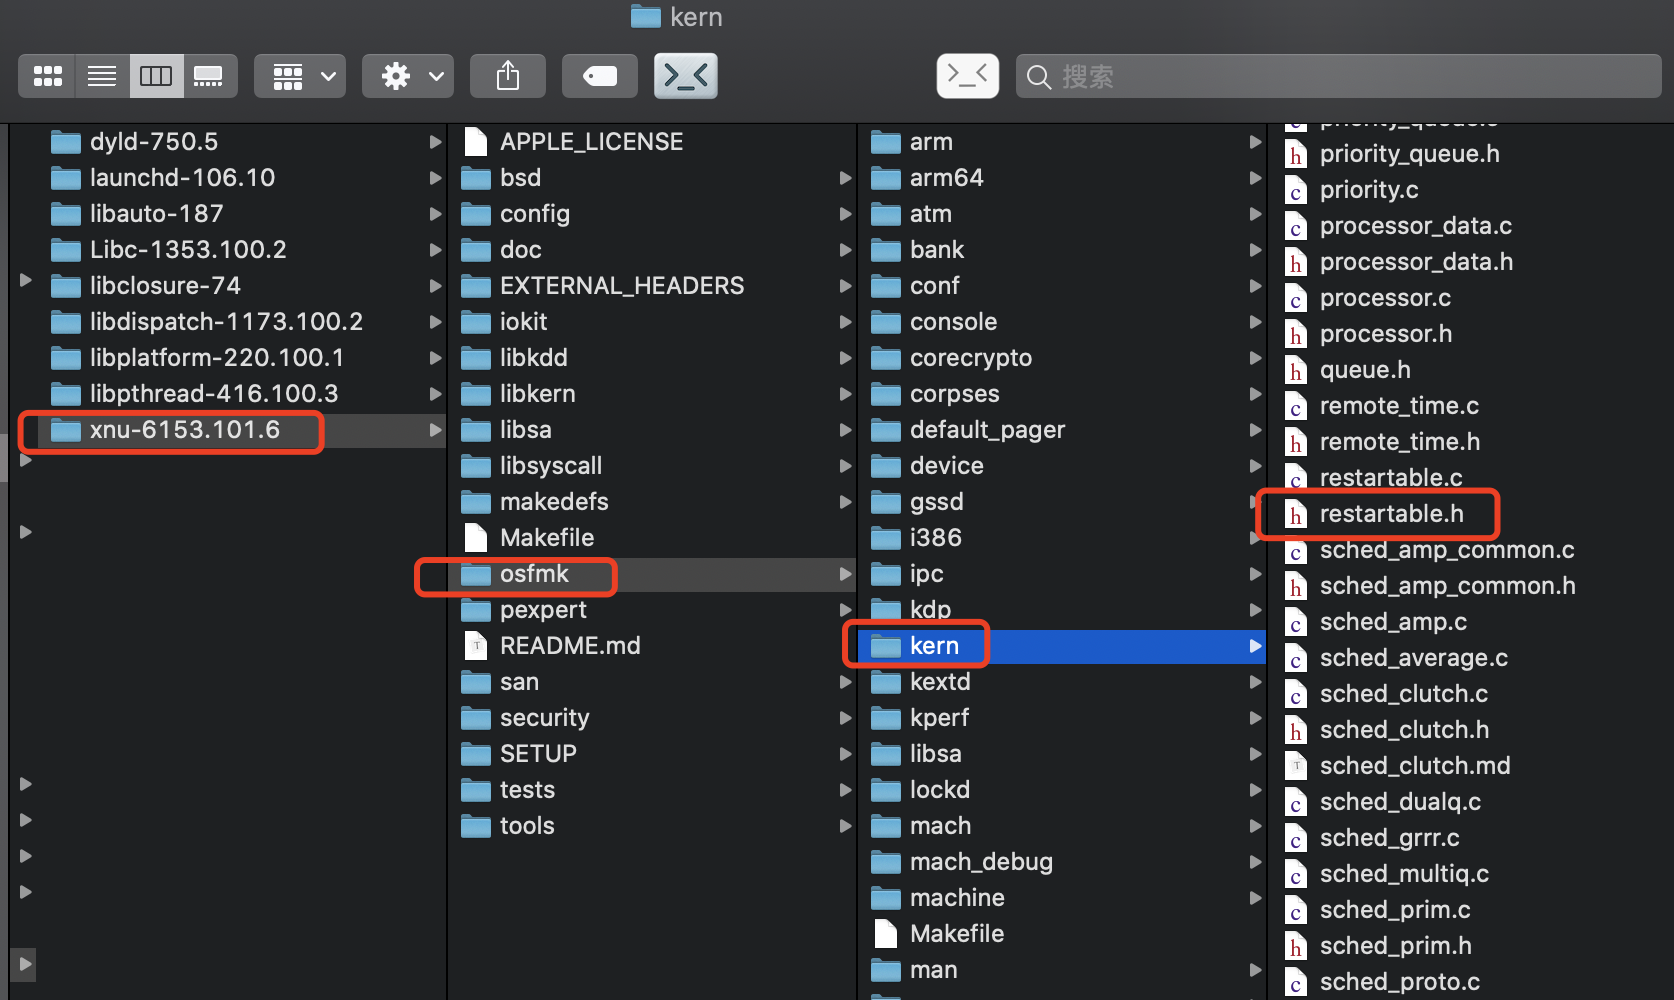 kern
搜索
dyld-750.5
launchd-106.10
libauto-187
Libc-1353.100.2
libclosure-74
libdispatch-1173.100.2
libplatform-220.100.1
libpthread-416.100.3
xnu-6153.101.6
APPLE_LICENSE
bsd
config
doc
EXTERNAL_HEADERS
iokit
libkdd
libkern
libsa
libsyscall
makedefs
Makefile
osfmk
pexpert
README.md
san
security
SETUP
tests
tools
arm
arm64
atm
bank
conf
console
corecrypto
corpses
default_pager
device
gssd
i386
ipc
kdp
kern
kextd
kperf
libsa
lockd
mach
mach_debug
machine
Makefile
man
priority_queue.c
priority_queue.h
priority.c
processor_data.c
processor_data.h
processor.c
processor.h
queue.h
remote_time.c
remote_time.h
restartable.c
restartable.h
sched_amp_common.c
sched_amp_common.h
sched_amp.c
sched_average.c
sched_clutch.c
sched_clutch.h
sched_clutch.md
sched_dualq.c
sched_grrr.c
sched_multiq.c
sched_prim.c
sched_prim.h
sched_proto.c